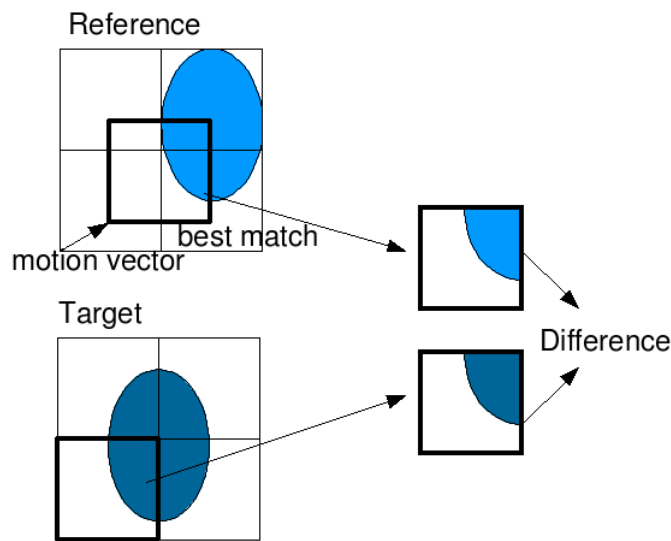 Reference
best match
motion vector
Target
Difference